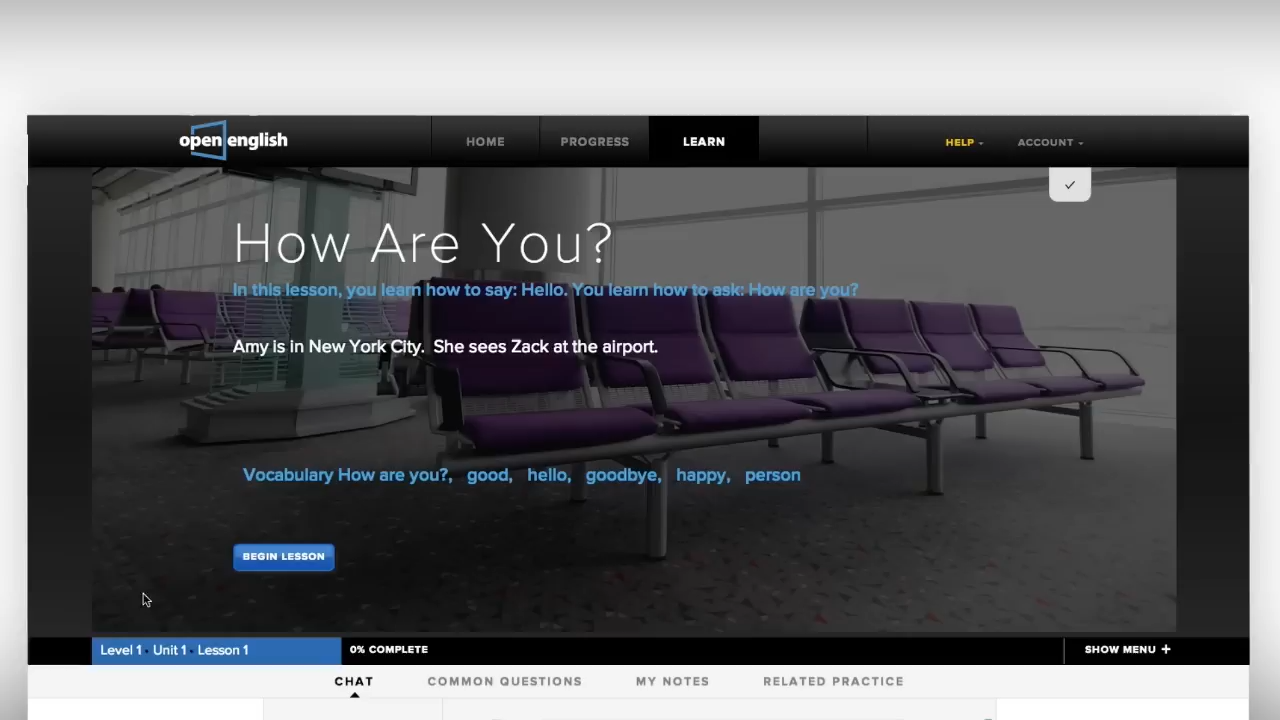 open english
HOME PROGRESS LEARN HELP ACCOUNT
How Are You?
In this lesson, you learn how to say: Hello. You learn how to ask: How are you?
Amy is in New York City. She sees Zack at the airport.
Vocabulary How are you?, good, hello, goodbye, happy, person
BEGIN LESSON
Level 1 · Unit 1 · Lesson 1 0% COMPLETE SHOW MENU +
CHAT COMMON QUESTIONS MY NOTES RELATED PRACTICE